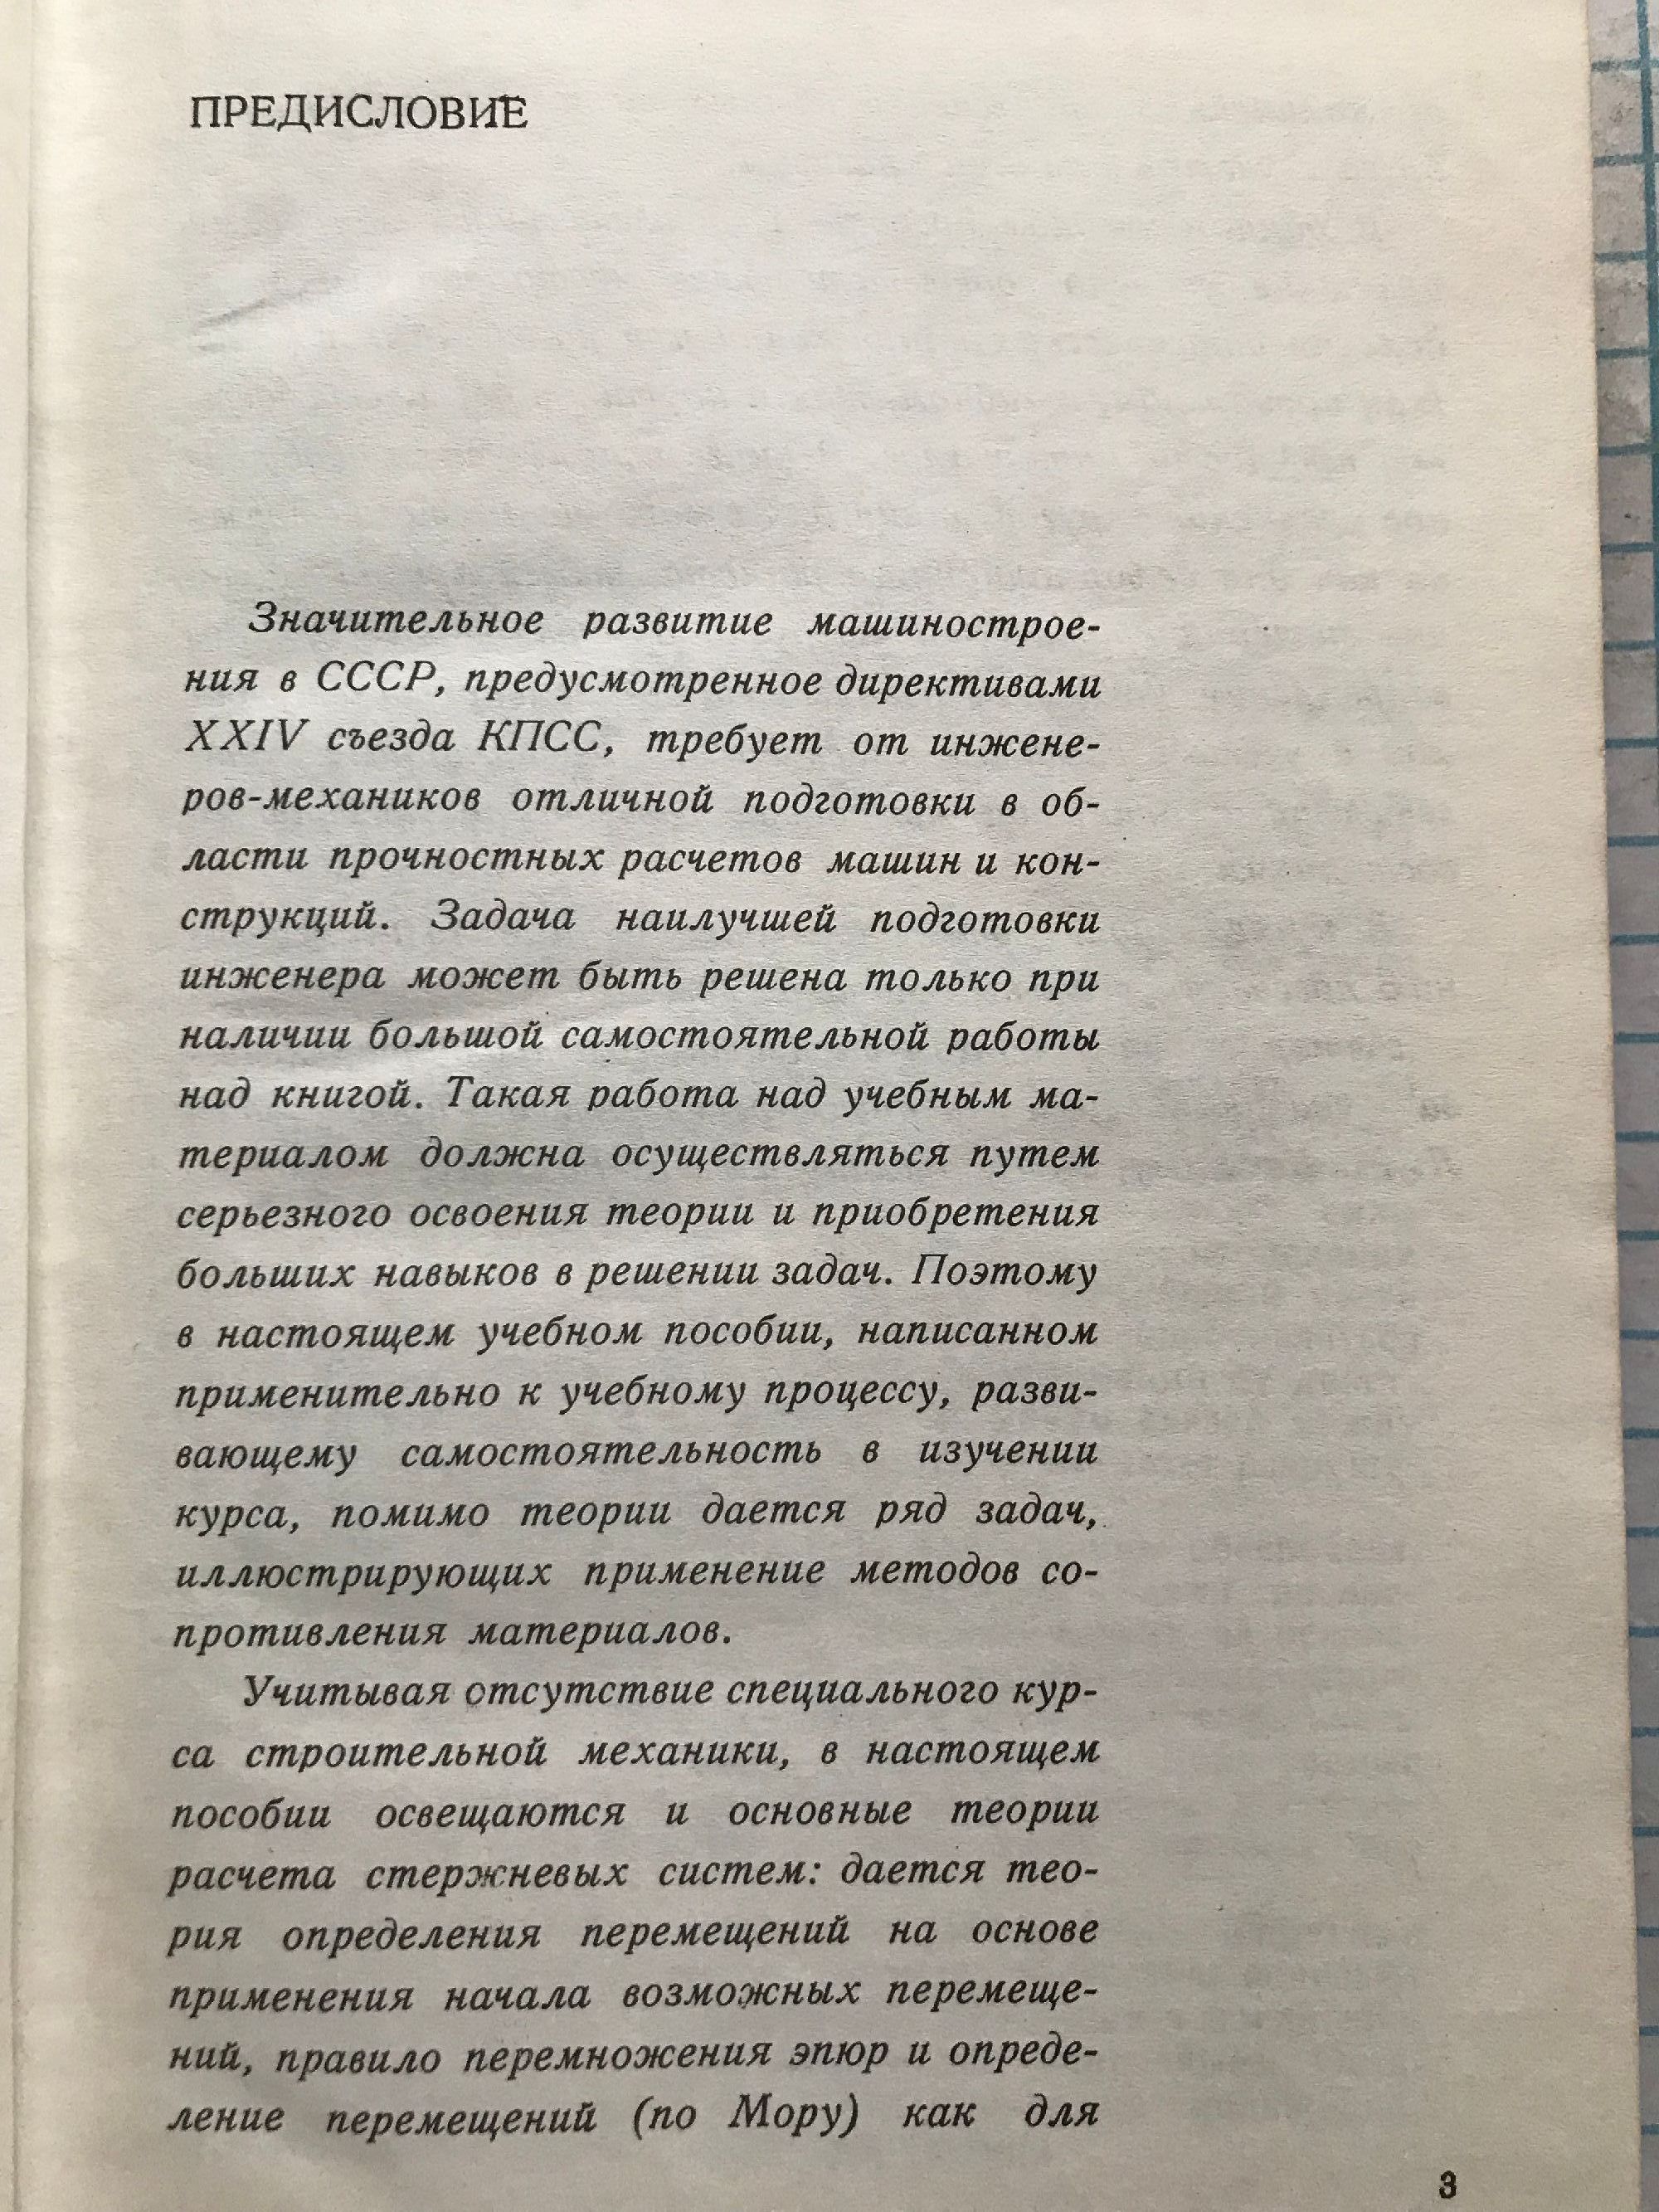 ПРЕДИСЛОВИЕ
Значительное развитие машинострое-
ния в СССР, предусмотренное директивами
XXIV съезда КПСС, требует от инжене-
ров-механиков отличной подготовки в об-
ласти прочностных расчетов машин и кон-
струкций. Задача наилучшей подготовки
инженера может быть решена только при
наличии большой самостоятельной работы
над книгой. Такая работа над учебным ма-
териалом должна осуществляться путем
серьезного освоения теории и приобретения
больших навыков в решении задач. Поэтому
в настоящем учебном пособии, написанном
применительно к учебному процессу, разви-
вающему самостоятельность в изучении
курса, помимо теории дается ряд задач,
иллюстрирующих применение методов со-
противления материалов.
Учитывая отсутствие специального кур-
са строительной механики, в настоящем
пособии освещаются и основные теории
расчета стержневых систем: дается тео-
рия определения перемещений на основе
применения начала возможных перемеще-
ний, правило перемножения эпюр и опреде-
ление перемещений (по Мору) как для
3